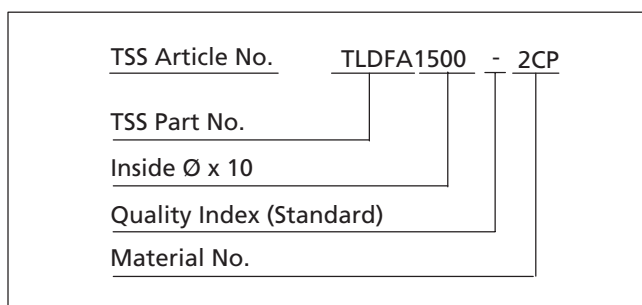 TSS Article No. TLDFA1500 - 2CP
TSS Part No.
Inside Ø x 10
Quality Index (Standard)
Material No.